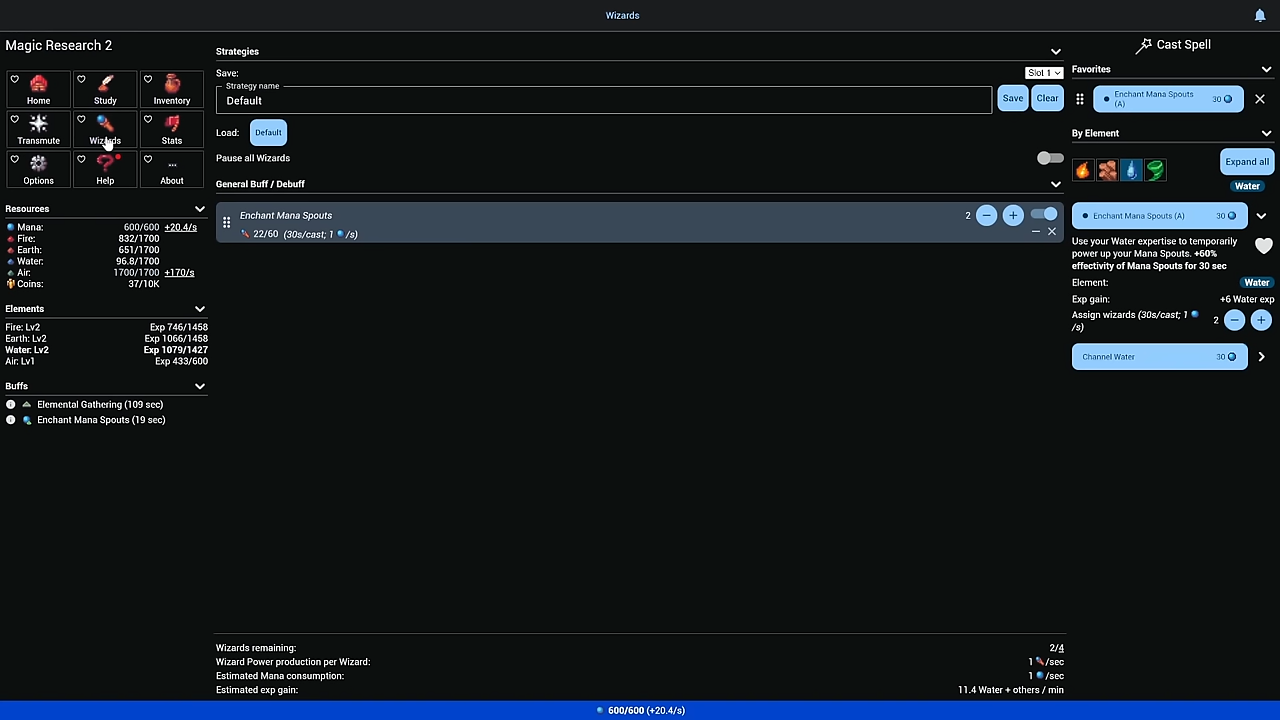 Wizards
Magic Research 2
Home
Study
Inventory
Transmute
Wizards
Stats
Options
Help
About
Resources
Mana: 600/600 +20.4/s
Fire: 832/1700
Earth: 651/1700
Water: 96.8/1700
Air: 1700/1700 +170/s
Coins: 37/10K
Elements
Fire: Lv2 Exp 746/1458
Earth: Lv2 Exp 1066/1458
Water: Lv2 Exp 1079/1427
Air: Lv1 Exp 433/600
Buffs
Elemental Gathering (109 sec)
Enchant Mana Spouts (19 sec)
Strategies
Save: Slot 1
Strategy name
Default
Save
Clear
Load: Default
Pause all Wizards
General Buff / Debuff
Enchant Mana Spouts 2 − +
22/60 (30s/cast; 1 /s)
Wizards remaining: 2/4
Wizard Power production per Wizard: 1 /sec
Estimated Mana consumption: 1 /sec
Estimated exp gain: 11.4 Water + others / min
Cast Spell
Favorites
Enchant Mana Spouts
(A)
30
By Element
Expand all
Water
Enchant Mana Spouts (A) 30
Use your Water expertise to temporarily
power up your Mana Spouts. +60%
effectivity of Mana Spouts for 30 sec
Element: Water
Exp gain: +6 Water exp
Assign wizards (30s/cast; 1
/s)
2 − +
Channel Water 30
600/600 (+20.4/s)